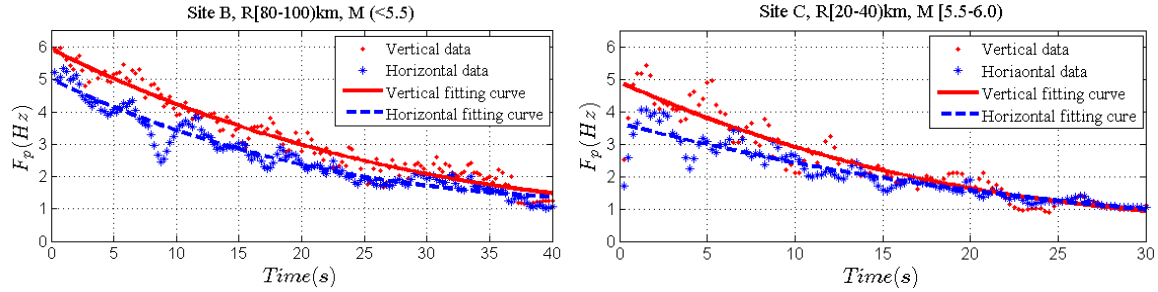 Site B, R[80-100)km, M (<5.5)
6
5
4
3
2
1
0
F_p(Hz)
Vertical data
Horizontal data
Vertical fitting curve
Horizontal fitting curve
0 5 10 15 20 25 30 35 40
Time(s)
Site C, R[20-40)km, M [5.5-6.0)
6
5
4
3
2
1
0
F_p(Hz)
Vertical data
Horiaontal data
Vertical fitting curve
Horizontal fitting cure
0 5 10 15 20 25 30
Time(s)